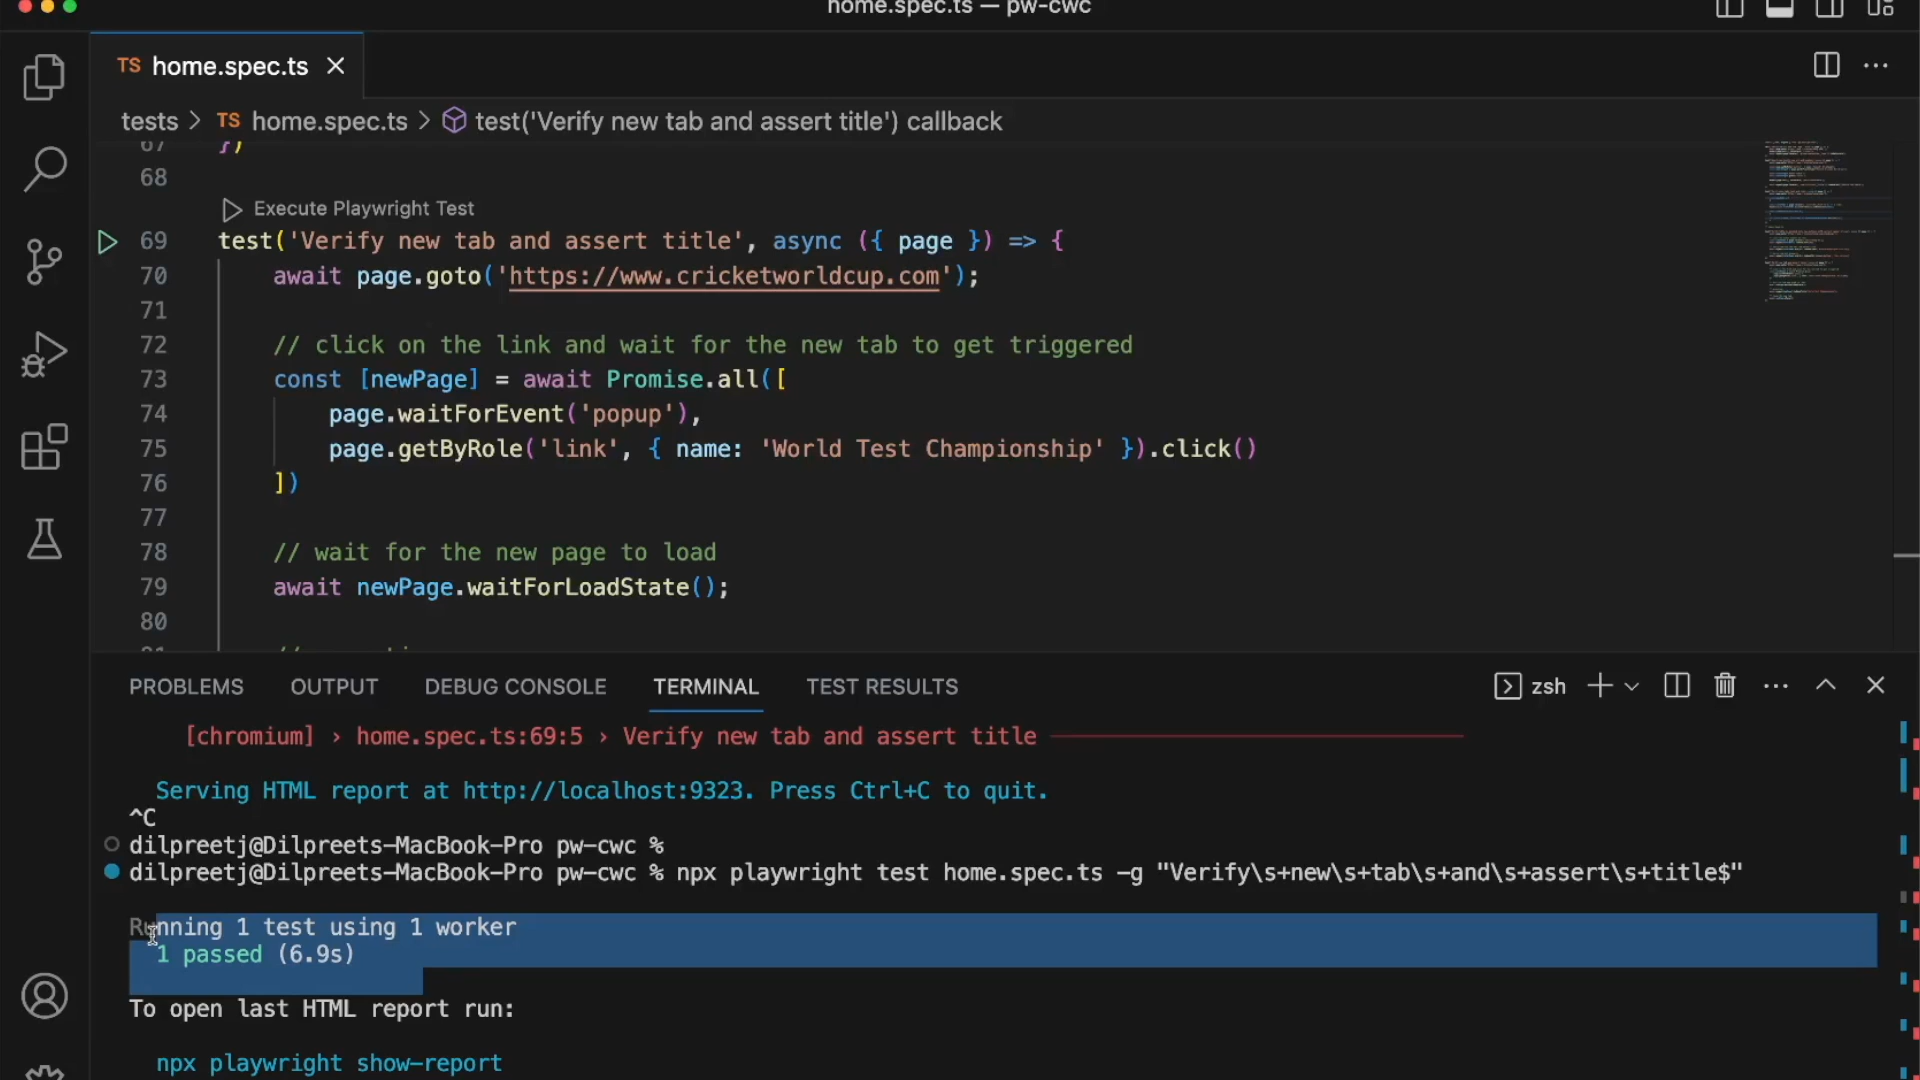 home.spec.ts — pw-cwc
TS home.spec.ts
tests > TS home.spec.ts > test('Verify new tab and assert title') callback
67 })
68
Execute Playwright Test
69 test('Verify new tab and assert title', async ({ page }) => {
70 await page.goto('https://www.cricketworldcup.com');
71
72 // click on the link and wait for the new tab to get triggered
73 const [newPage] = await Promise.all([
74 page.waitForEvent('popup'),
75 page.getByRole('link', { name: 'World Test Championship' }).click()
76 ])
77
78 // wait for the new page to load
79 await newPage.waitForLoadState();
80
81 //
PROBLEMS OUTPUT DEBUG CONSOLE TERMINAL TEST RESULTS zsh
[chromium] › home.spec.ts:69:5 › Verify new tab and assert title
Serving HTML report at http://localhost:9323. Press Ctrl+C to quit.
^C
dilpreetj@Dilpreets-MacBook-Pro pw-cwc %
dilpreetj@Dilpreets-MacBook-Pro pw-cwc % npx playwright test home.spec.ts -g "Verify\s+new\s+tab\s+and\s+assert\s+title$"
Running 1 test using 1 worker
1 passed (6.9s)
To open last HTML report run:
npx playwright show-report